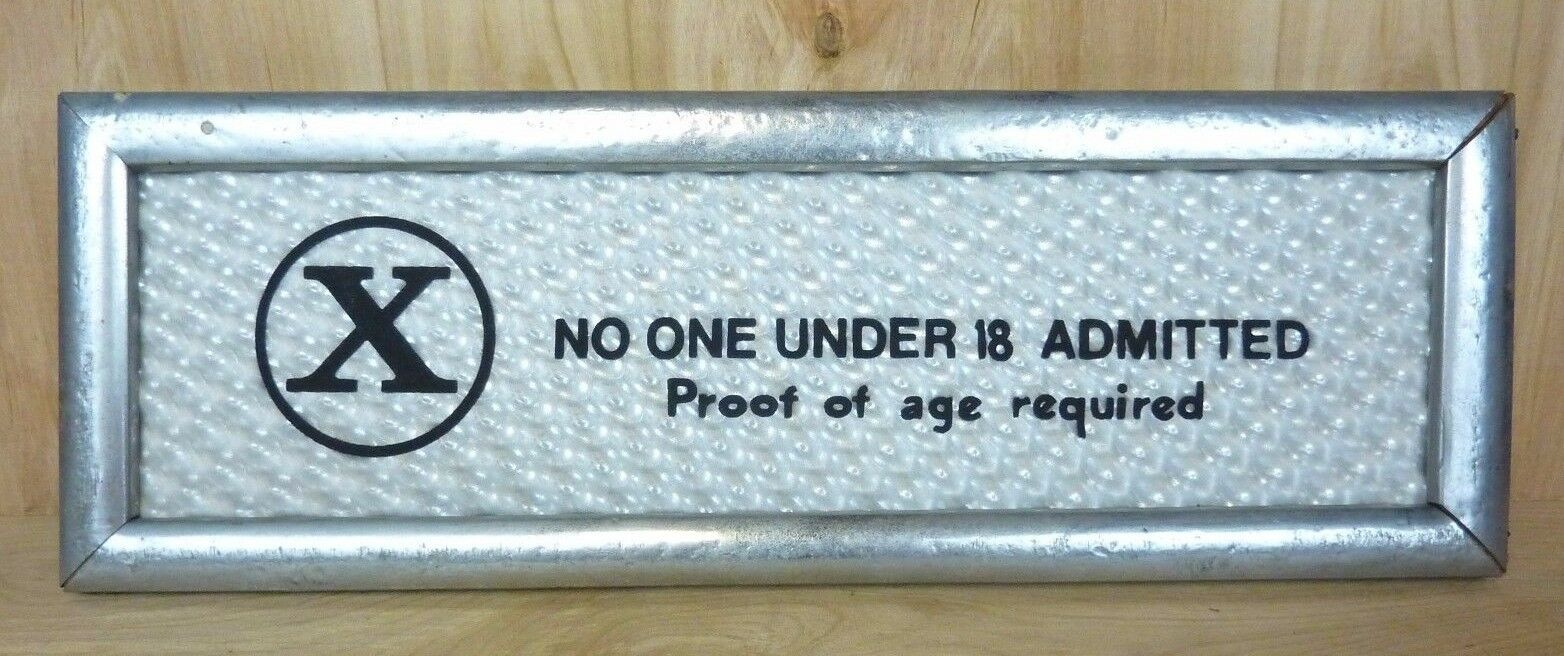 X
NO ONE UNDER 18 ADMITTED
Proof of age required